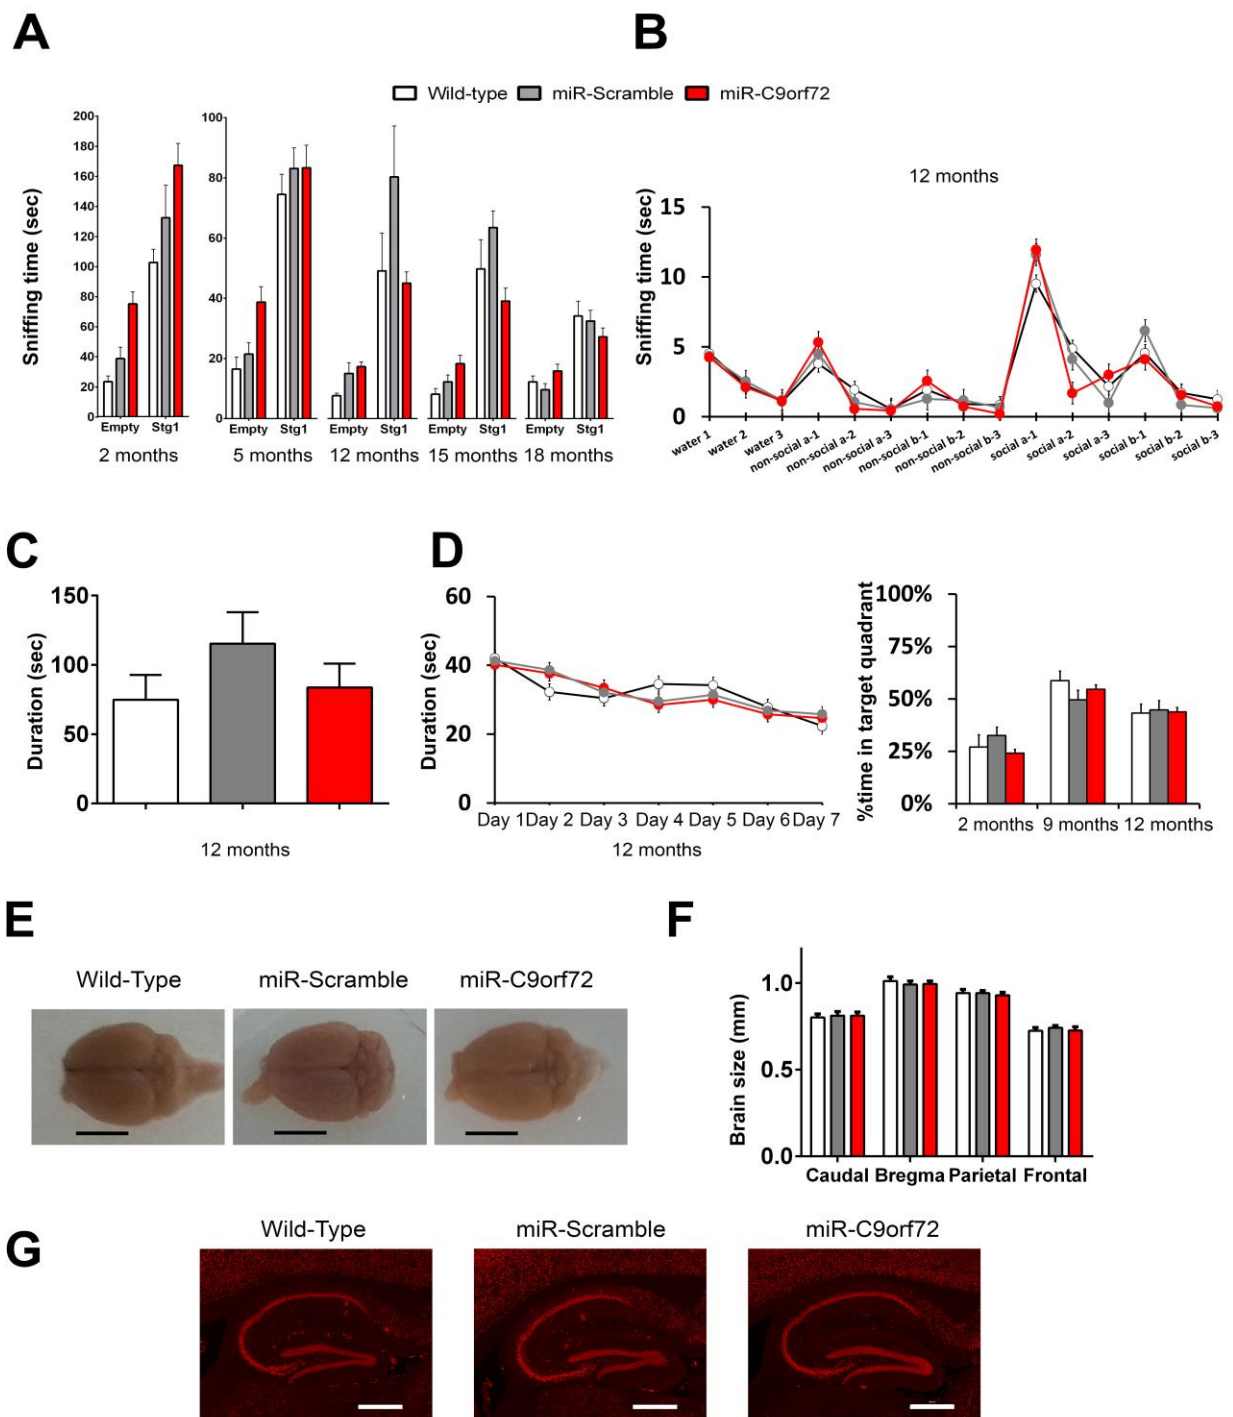 A
B
Wild-type miR-Scramble miR-C9orf72
Sniffing time (sec)
200
180
160
140
120
100
80
60
40
20
0
Empty Stg1
2 months
100
80
60
40
20
0
Empty Stg1 Empty Stg1 Empty Stg1 Empty Stg1
5 months 12 months 15 months 18 months
12 months
Sniffing time (sec)
15
10
5
0
water 1
water 2
water 3
non-social a-1
non-social a-2
non-social a-3
non-social b-1
non-social b-2
non-social b-3
social a-1
social a-2
social a-3
social b-1
social b-2
social b-3
C
Duration (sec)
150
100
50
0
12 months
D
Duration (sec)
60
40
20
0
Day 1 Day 2 Day 3 Day 4 Day 5 Day 6 Day 7
12 months
%time in target quadrant
100%
75%
50%
25%
0%
2 months 9 months 12 months
E
Wild-Type miR-Scramble miR-C9orf72
F
Brain size (mm)
1.0
0.5
0.0
Caudal Bregma Parietal Frontal
G
Wild-Type miR-Scramble miR-C9orf72